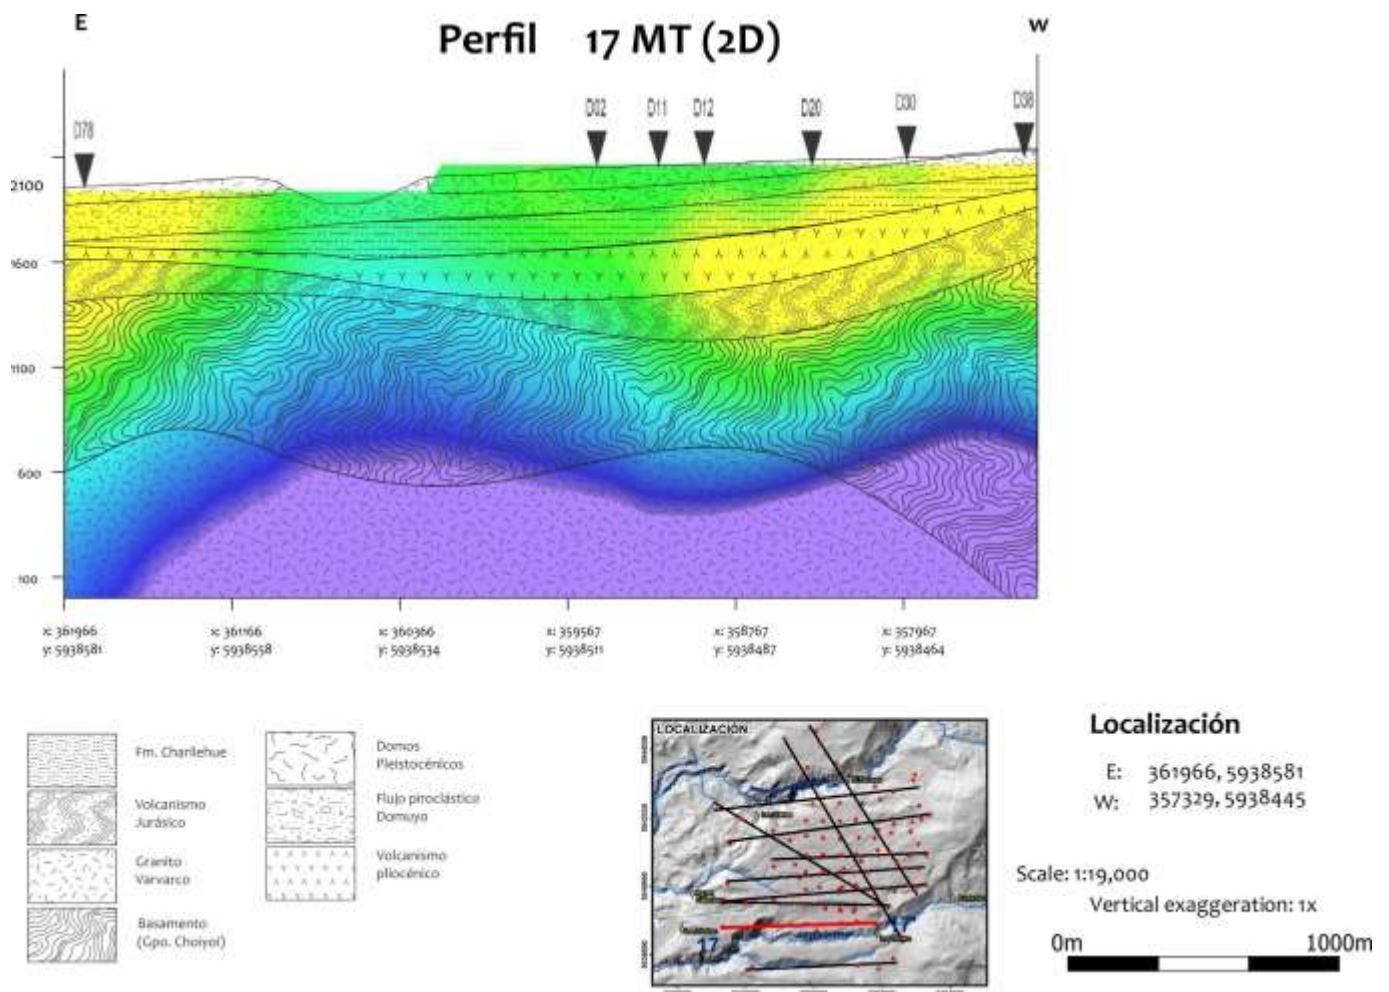 E
W
Perfil 17 MT (2D)
D78
D02
D11
D12
D20
D30
D38
2100
1600
1100
600
100
x: 361966
y: 5938581
x: 361166
y: 5938558
x: 360366
y: 5938534
x: 359567
y: 5938511
x: 358767
y: 5938487
x: 357967
y: 5938464
Fm. Charilehue
Volcanismo
Jurásico
Granito
Varvarco
Basamento
(Gpo. Choiyoi)
Domos
Pleistocénicos
Flujo piroclástico
Domuyo
Volcanismo
pliocénico
LOCALIZACIÓN
17
17
Localización
E: 361966, 5938581
W: 357329, 5938445
Scale: 1:19,000
Vertical exaggeration: 1x
0m
1000m